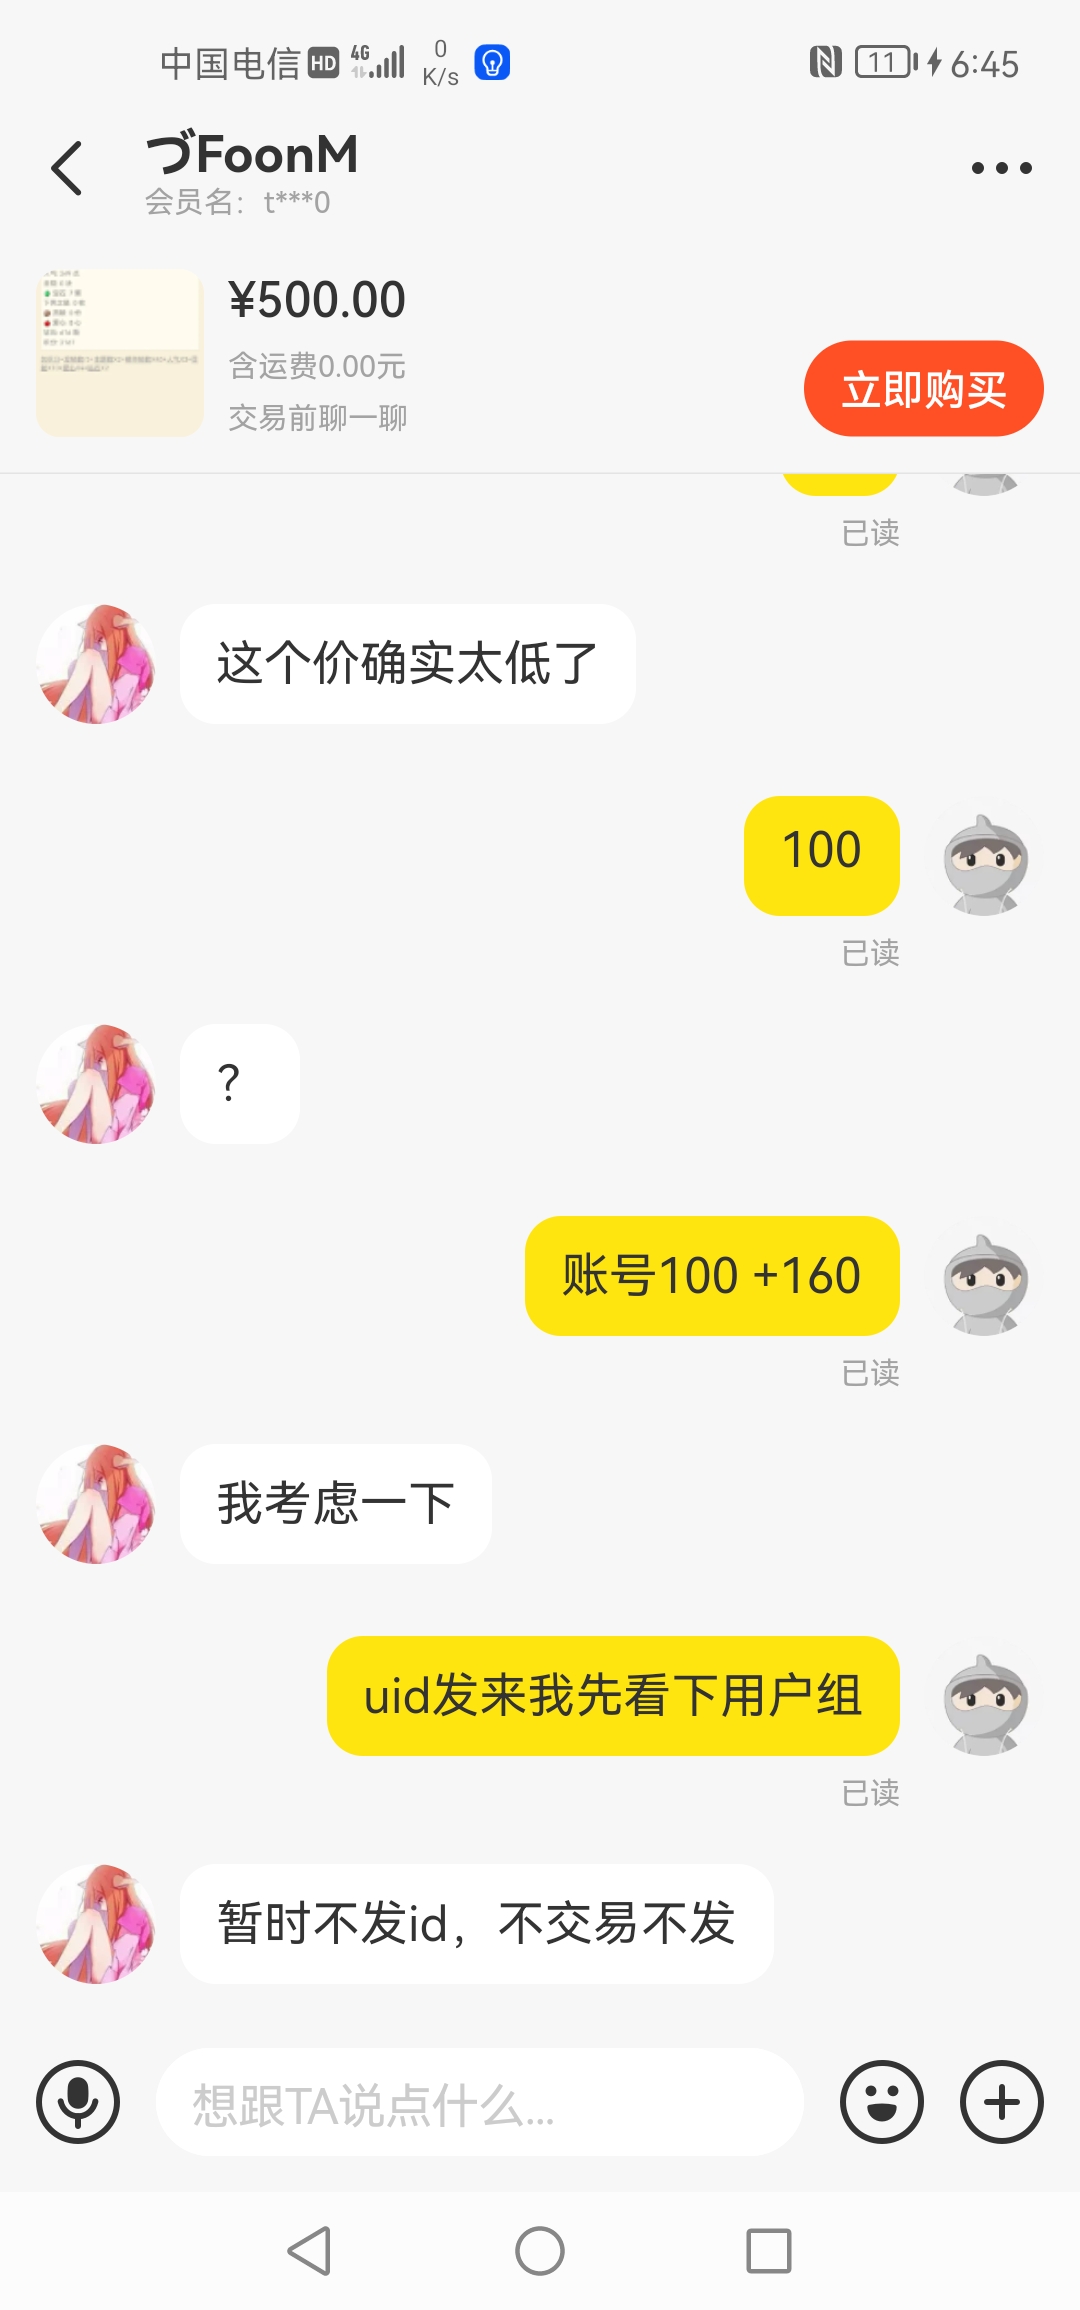 中国电信 HD 4G 0 K/s 11 6:45
づFoonM
会员名：t***0
¥500.00
含运费0.00元
交易前聊一聊
立即购买
已读
这个价确实太低了
100
已读
？
账号100 +160
已读
我考虑一下
uid发来我先看下用户组
已读
暂时不发id，不交易不发
想跟TA说点什么...